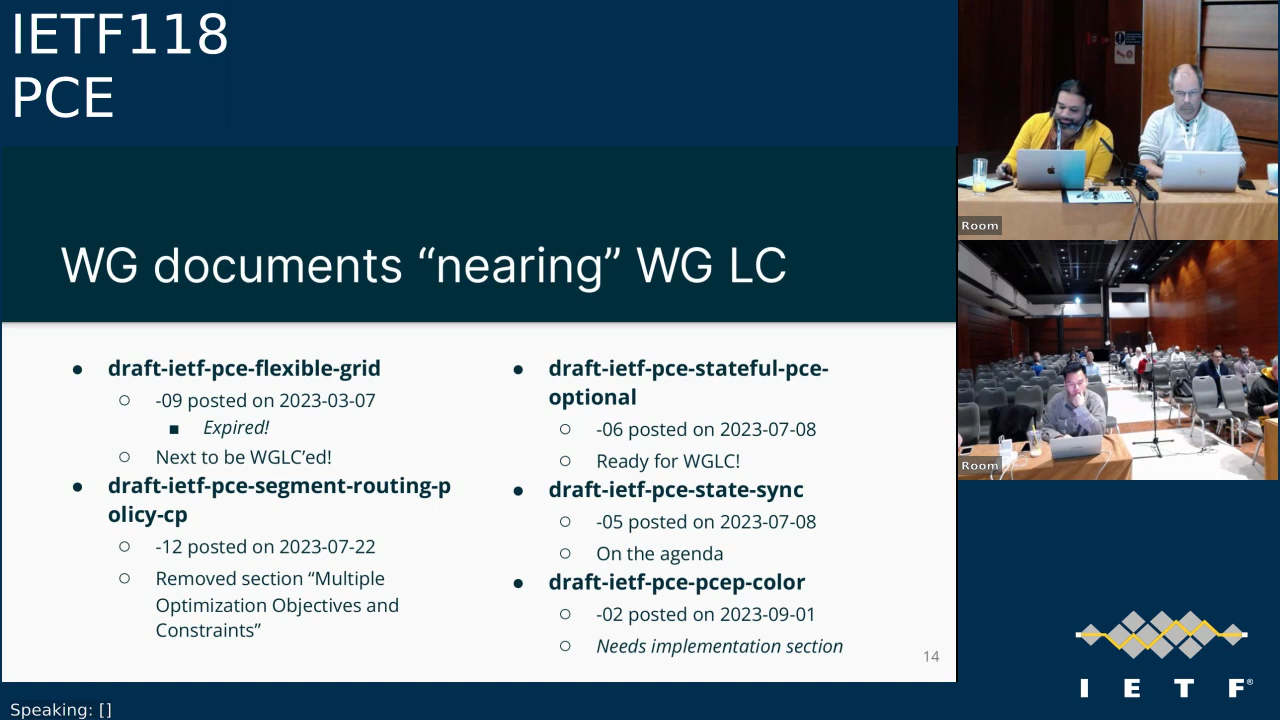 IETF118
PCE
WG documents “nearing” WG LC
● draft-ietf-pce-flexible-grid
○ -09 posted on 2023-03-07
■ Expired!
○ Next to be WGLC’ed!
● draft-ietf-pce-segment-routing-p
olicy-cp
○ -12 posted on 2023-07-22
○ Removed section “Multiple
Optimization Objectives and
Constraints”
● draft-ietf-pce-stateful-pce-
optional
○ -06 posted on 2023-07-08
○ Ready for WGLC!
● draft-ietf-pce-state-sync
○ -05 posted on 2023-07-08
○ On the agenda
● draft-ietf-pce-pcep-color
○ -02 posted on 2023-09-01
○ Needs implementation section
14
Room
Room
I E T F®
Speaking: []